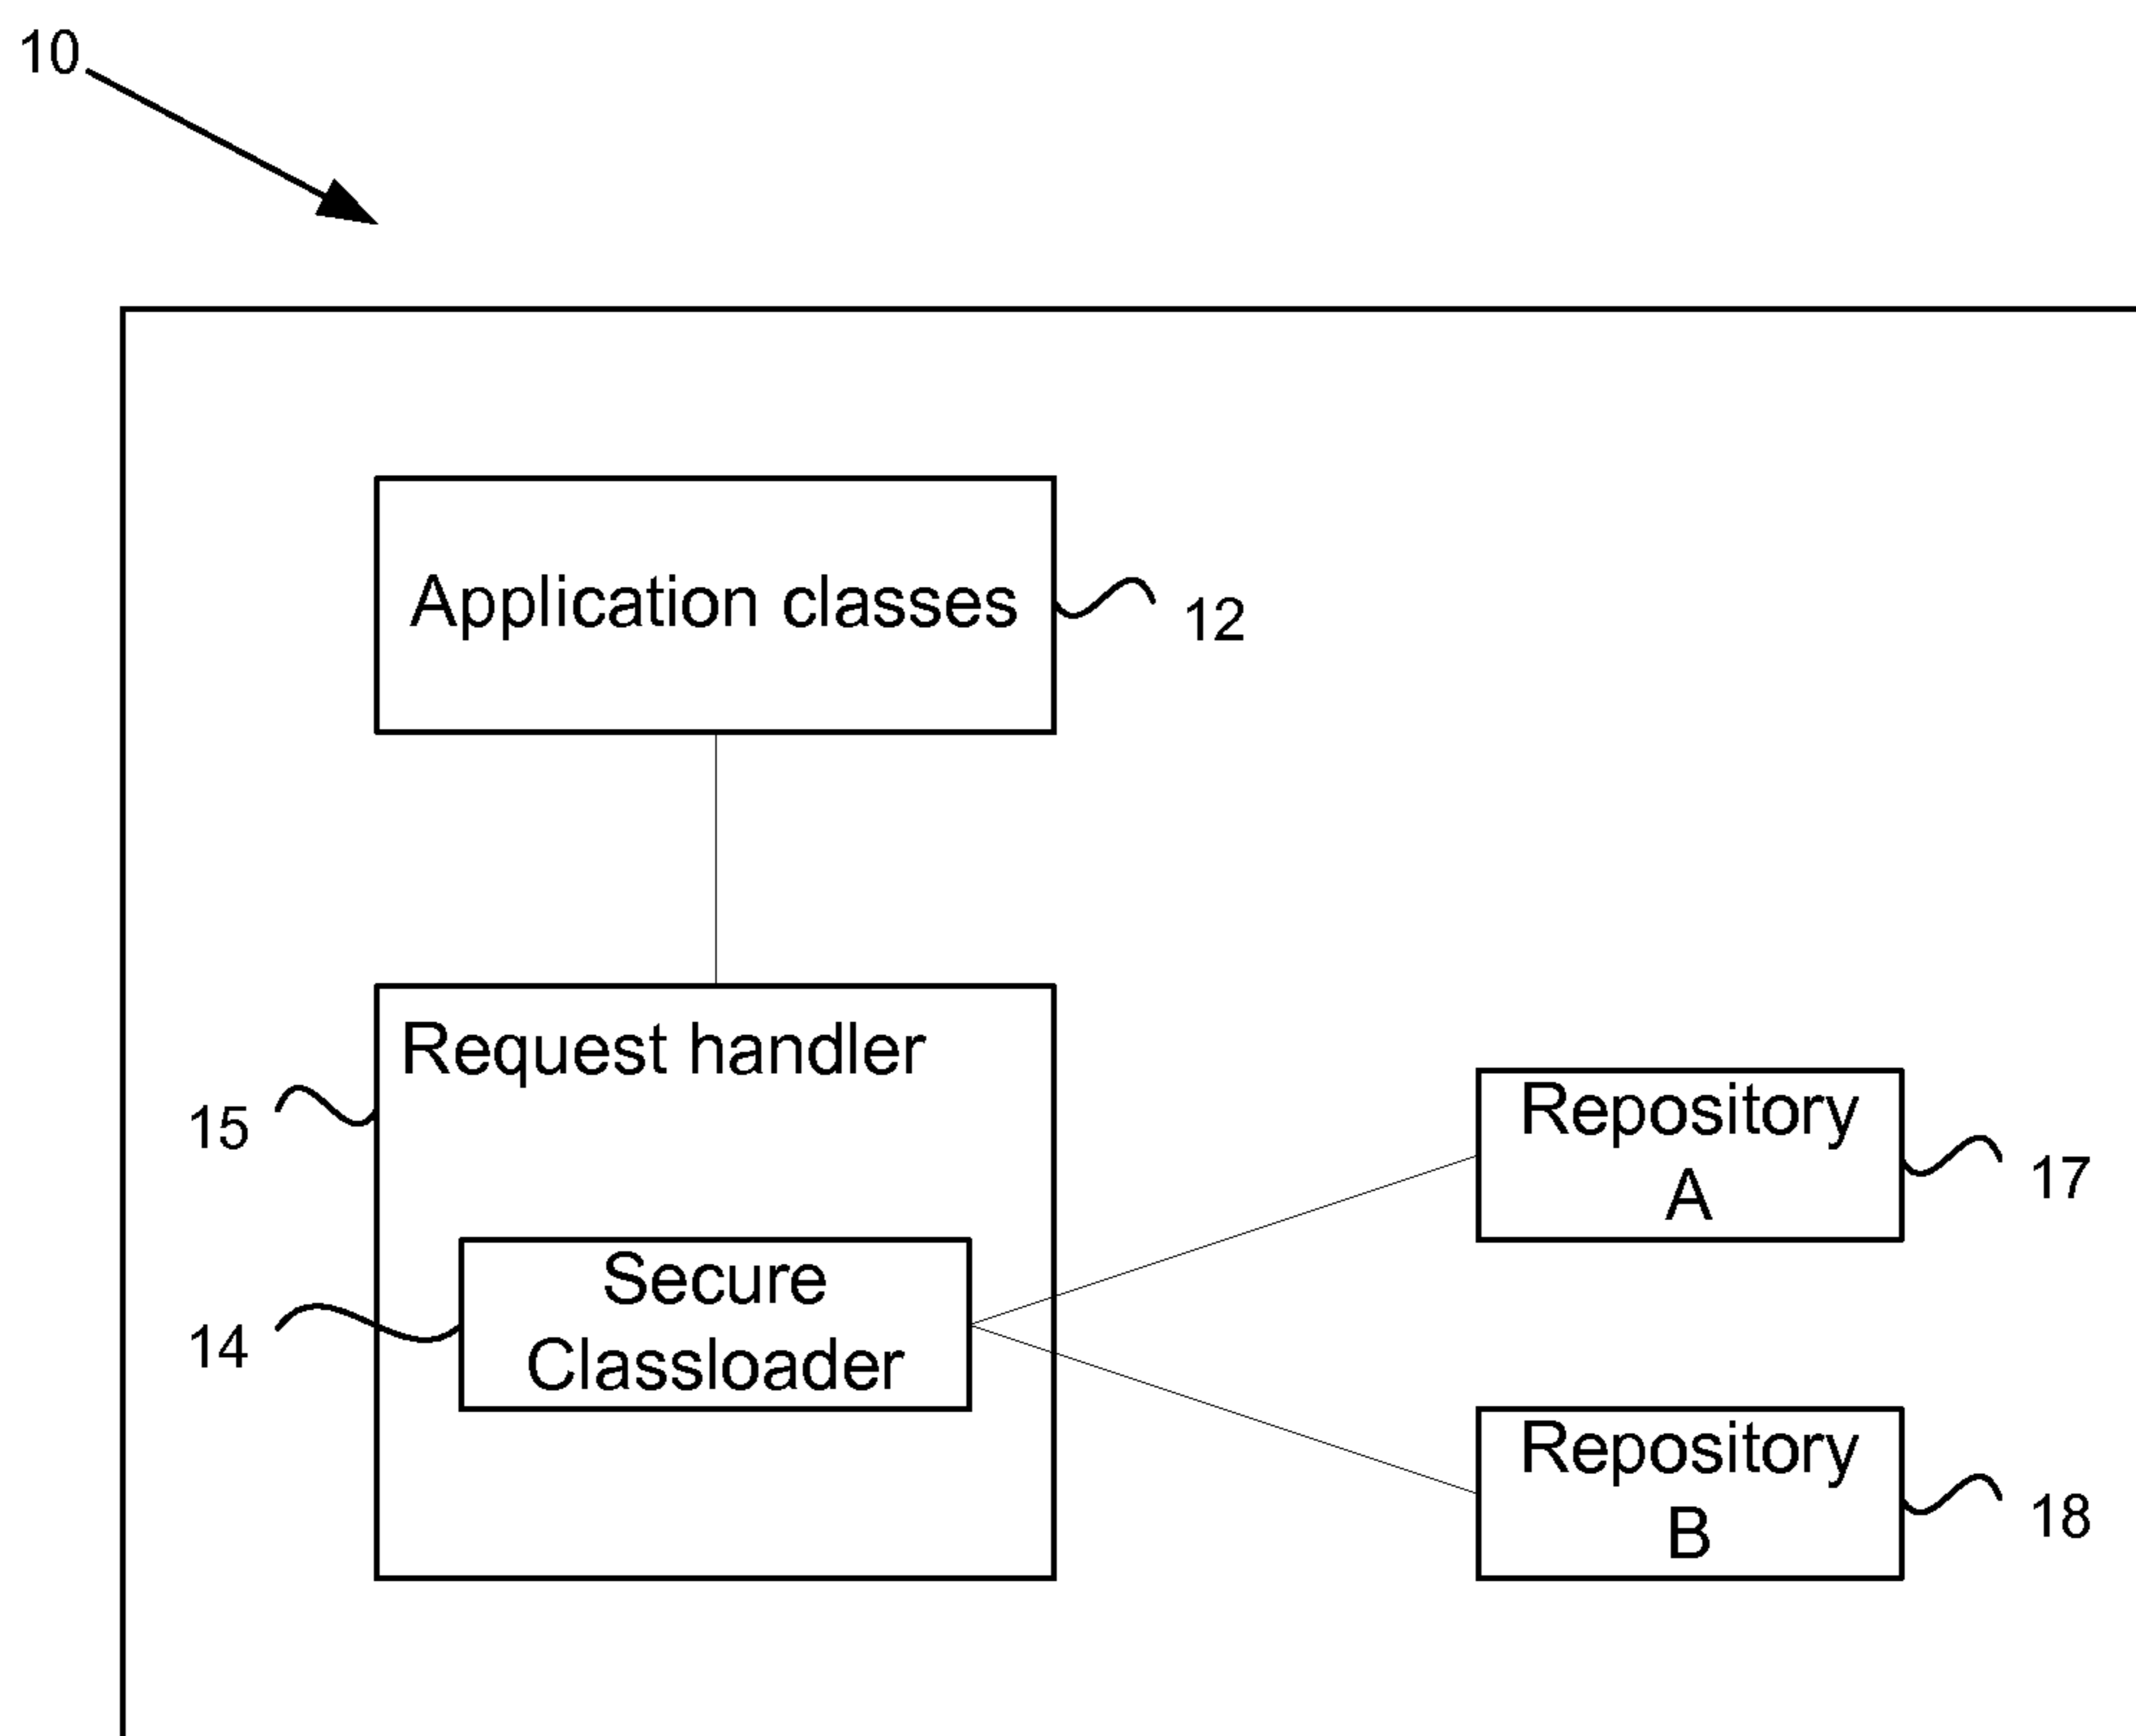 10
Application classes
12
Request handler
15
Repository
A
17
Secure
Classloader
14
Repository
B
18